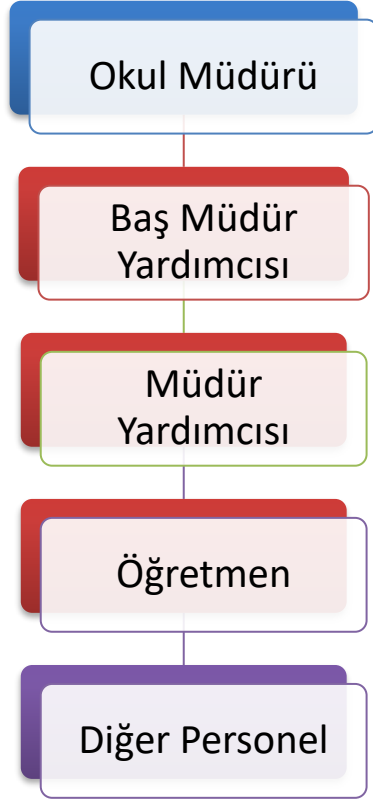 Okul Müdürü
Baş Müdür
Yardımcısı
Müdür
Yardımcısı
Öğretmen
Diğer Personel